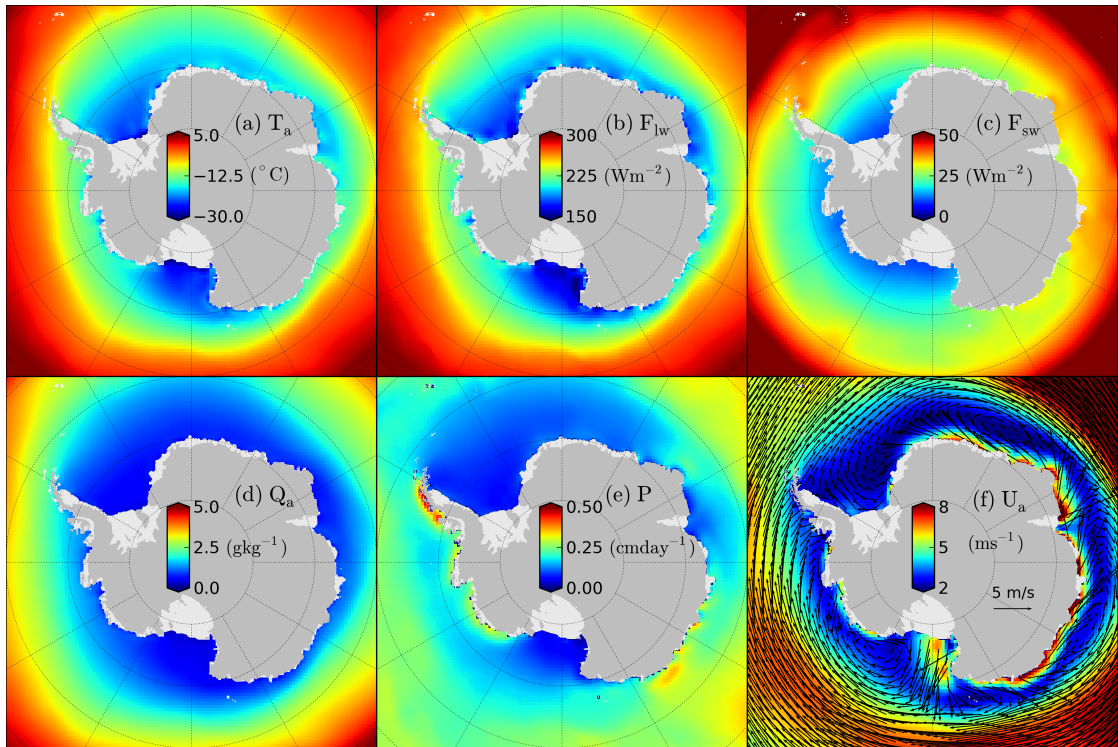 (a) Tₐ
5.0
−12.5 (°C)
−30.0
(b) F_lw
300
225 (Wm⁻²)
150
(c) F_sw
50
25 (Wm⁻²)
0
(d) Qₐ
5.0
2.5 (gkg⁻¹)
0.0
(e) P
0.50
0.25 (cmday⁻¹)
0.00
(f) Uₐ
8
5 (ms⁻¹)
2
5 m/s